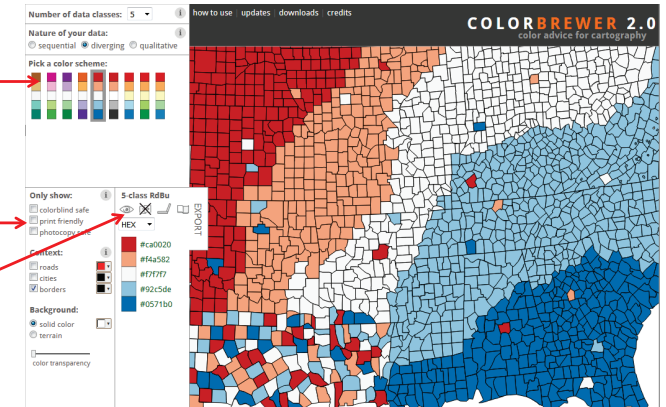 Number of data classes: 5
i
how to use | updates | downloads | credits
COLORBREWER 2.0
color advice for cartography
Nature of your data:
i
sequential diverging qualitative
Pick a color scheme:
Only show:
i
colorblind safe
print friendly
photocopy safe
Context:
i
roads
cities
borders
Background:
solid color
terrain
color transparency
5-class RdBu
EXPORT
HEX
#ca0020
#f4a582
#f7f7f7
#92c5de
#0571b0